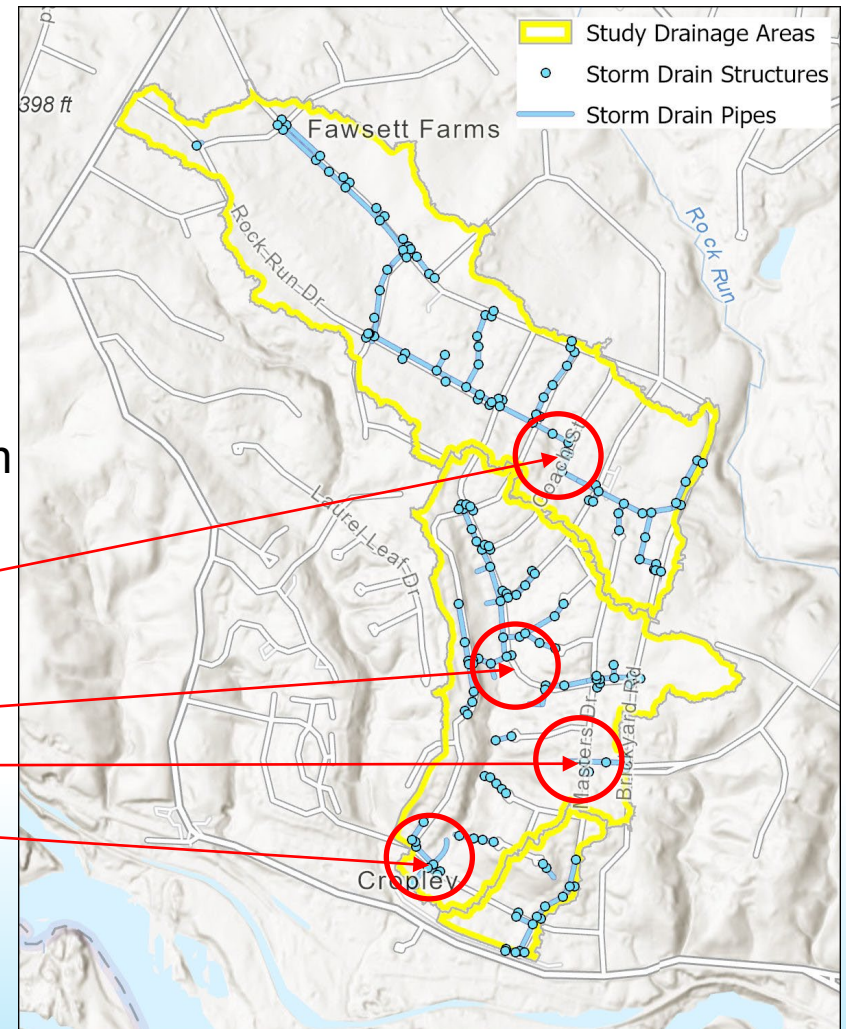 Study Drainage Areas
Storm Drain Structures
Storm Drain Pipes
398 ft
Fawsett Farms
Rock Run Dr
Rock Run
n
Coach St
Laurel Leaf Dr
Masters Dr
Brickyard Rd
Cropley